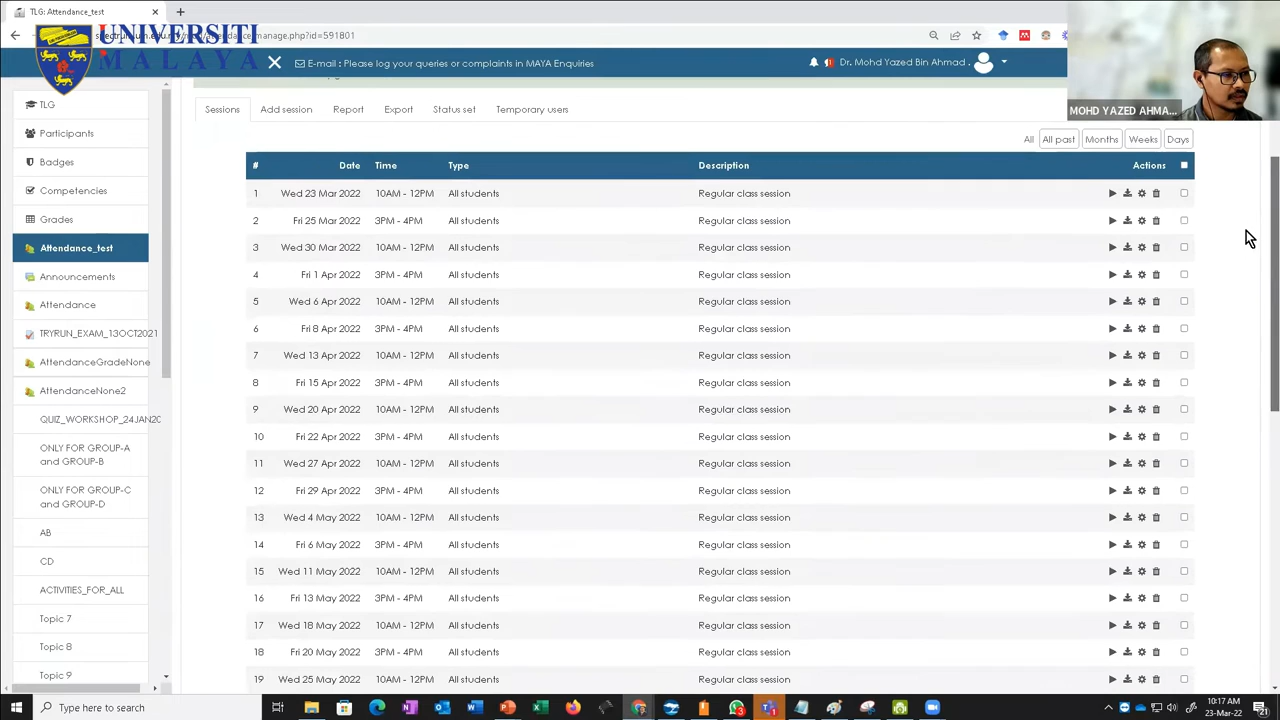 TLG: Attendance_test
UNIVERSITI
MALAYA
manage.php?id=591801
E-mail : Please log your queries or complaints in MAYA Enquiries
Dr. Mohd Yazed Bin Ahmad .
MOHD YAZED AHMA...
TLG
Participants
Badges
Competencies
Grades
Attendance_test
Announcements
Attendance
TRYRUN_EXAM_13OCT2021
AttendanceGradeNone
AttendanceNone2
QUIZ_WORKSHOP_24JAN20
ONLY FOR GROUP-A
and GROUP-B
ONLY FOR GROUP-C
and GROUP-D
AB
CD
ACTIVITIES_FOR_ALL
Topic 7
Topic 8
Topic 9
Sessions Add session Report Export Status set Temporary users
All All past Months Weeks Days
# Date Time Type Description Actions
1 Wed 23 Mar 2022 10AM - 12PM All students Regular class session
2 Fri 25 Mar 2022 3PM - 4PM All students Regular class session
3 Wed 30 Mar 2022 10AM - 12PM All students Regular class session
4 Fri 1 Apr 2022 3PM - 4PM All students Regular class session
5 Wed 6 Apr 2022 10AM - 12PM All students Regular class session
6 Fri 8 Apr 2022 3PM - 4PM All students Regular class session
7 Wed 13 Apr 2022 10AM - 12PM All students Regular class session
8 Fri 15 Apr 2022 3PM - 4PM All students Regular class session
9 Wed 20 Apr 2022 10AM - 12PM All students Regular class session
10 Fri 22 Apr 2022 3PM - 4PM All students Regular class session
11 Wed 27 Apr 2022 10AM - 12PM All students Regular class session
12 Fri 29 Apr 2022 3PM - 4PM All students Regular class session
13 Wed 4 May 2022 10AM - 12PM All students Regular class session
14 Fri 6 May 2022 3PM - 4PM All students Regular class session
15 Wed 11 May 2022 10AM - 12PM All students Regular class session
16 Fri 13 May 2022 3PM - 4PM All students Regular class session
17 Wed 18 May 2022 10AM - 12PM All students Regular class session
18 Fri 20 May 2022 3PM - 4PM All students Regular class session
19 Wed 25 May 2022 10AM - 12PM All students Regular class session
Type here to search
10:17 AM
23-Mar-22
21